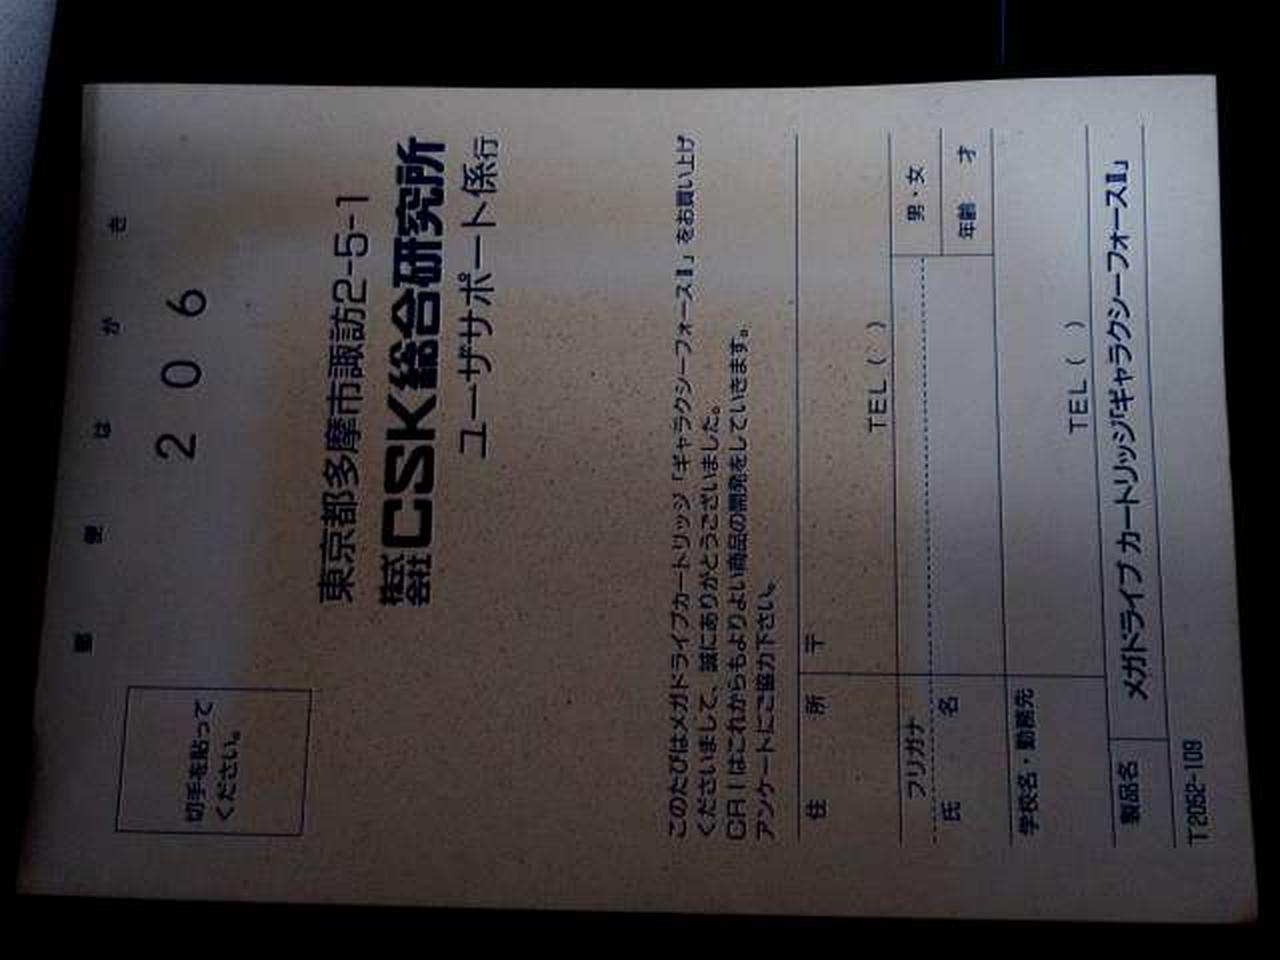 郵便はがき
206
切手を貼って
ください。
東京都多摩市諏訪2-5-1
株式会社CSK総合研究所
ユーザサポート係行
このたびはメガドライブカートリッジ「ギャラクシーフォースⅡ」をお買い上げ
くださいまして、誠にありがとうございました。
CRIはこれからもよりよい商品の開発をしていきます。
アンケートにご協力下さい。
住所 〒
TEL ( )
フリガナ 男・女
氏名 年齢 才
学校名・勤務先
TEL ( )
製品名 メガドライブ カートリッジ「ギャラクシーフォースⅡ」
T2052-109